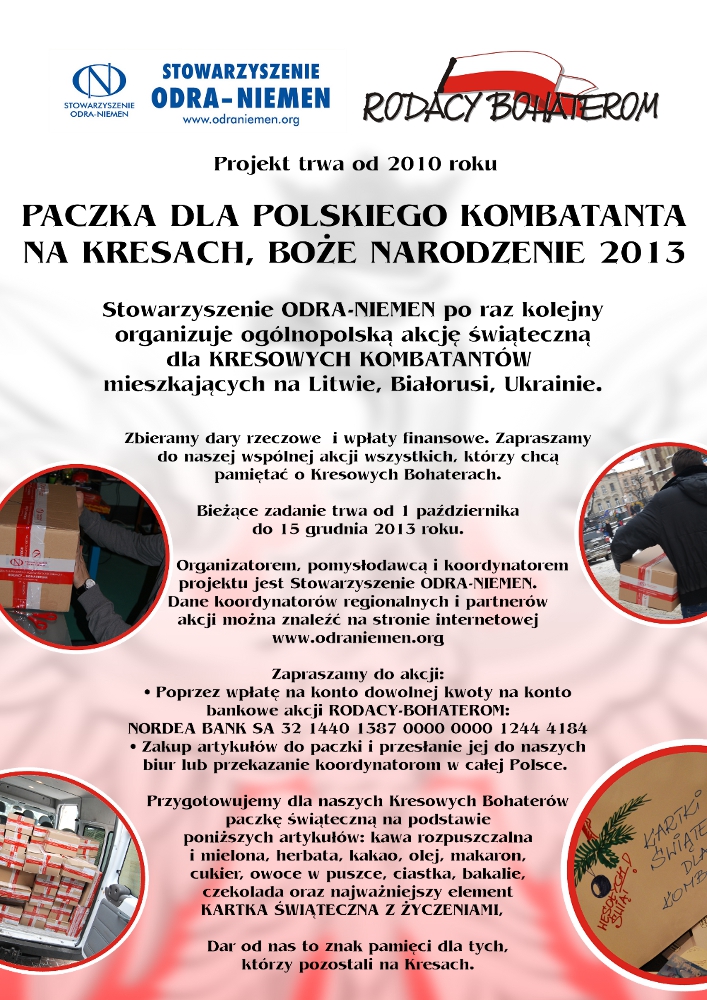 STOWARZYSZENIE
ODRA-NIEMEN
STOWARZYSZENIE
ODRA-NIEMEN
www.odraniemen.org
RODACY BOHATEROM
Projekt trwa od 2010 roku
PACZKA DLA POLSKIEGO KOMBATANTA
NA KRESACH, BOŻE NARODZENIE 2013
Stowarzyszenie ODRA-NIEMEN po raz kolejny
organizuje ogólnopolską akcję świąteczną
dla KRESOWYCH KOMBATANTÓW
mieszkających na Litwie, Białorusi, Ukrainie.
Zbieramy dary rzeczowe i wpłaty finansowe. Zapraszamy
do naszej wspólnej akcji wszystkich, którzy chcą
pamiętać o Kresowych Bohaterach.
Bieżące zadanie trwa od 1 października
do 15 grudnia 2013 roku.
Organizatorem, pomysłodawcą i koordynatorem
projektu jest Stowarzyszenie ODRA-NIEMEN.
Dane koordynatorów regionalnych i partnerów
akcji można znaleźć na stronie internetowej
www.odraniemen.org
Zapraszamy do akcji:
• Poprzez wpłatę na konto dowolnej kwoty na konto
bankowe akcji RODACY-BOHATEROM:
NORDEA BANK SA 32 1440 1387 0000 0000 1244 4184
• Zakup artykułów do paczki i przesłanie jej do naszych
biur lub przekazanie koordynatorom w całej Polsce.
Przygotowujemy dla naszych Kresowych Bohaterów
paczkę świąteczną na podstawie
poniższych artykułów: kawa rozpuszczalna
i mielona, herbata, kakao, olej, makaron,
cukier, owoce w puszce, ciastka, bakalie,
czekolada oraz najważniejszy element
KARTKA ŚWIĄTECZNA Z ŻYCZENIAMI,
Dar od nas to znak pamięci dla tych,
którzy pozostali na Kresach.
KARTKI
ŚWIĄTE
DLA
KOMB
WESOŁYCH
ŚWIĄT!